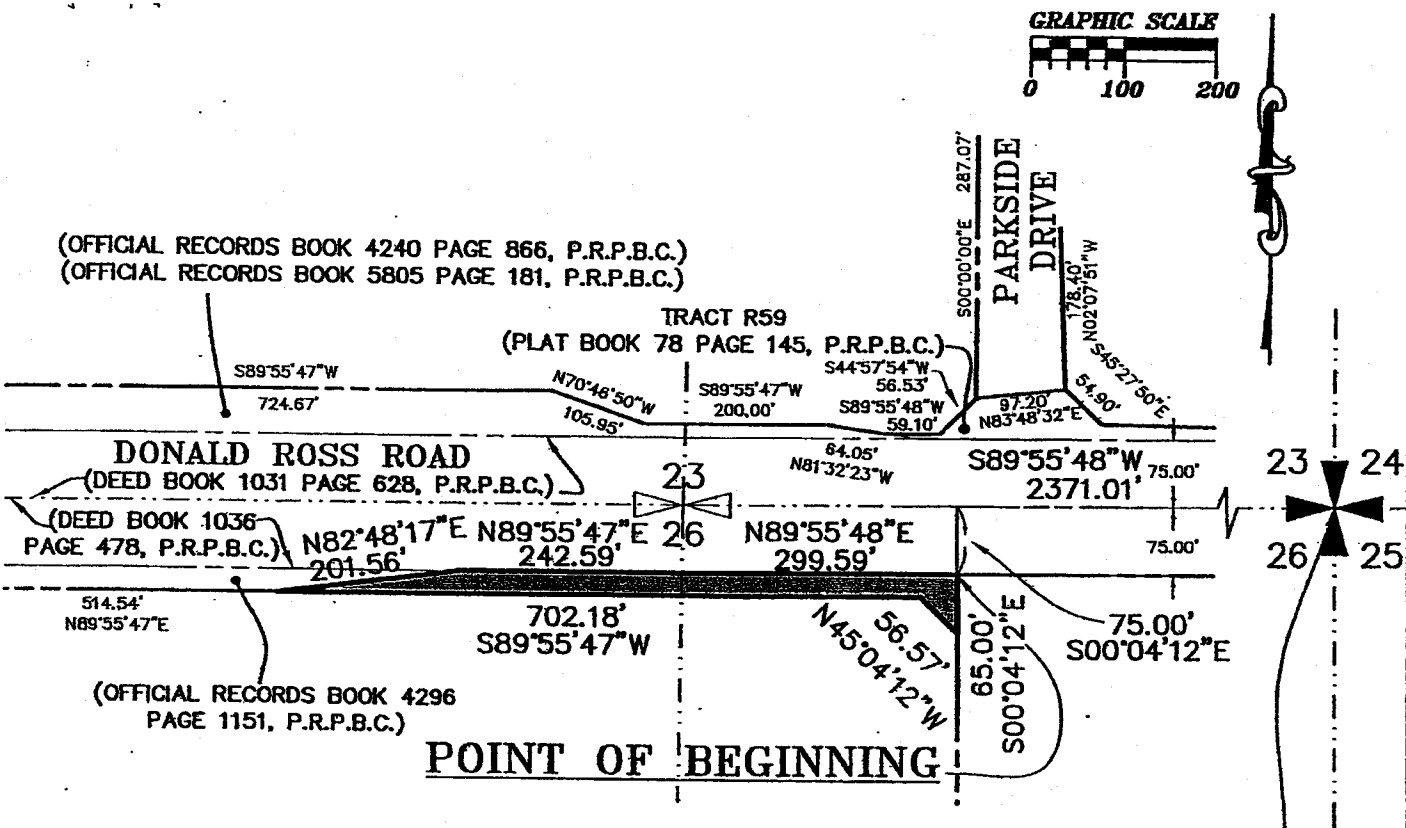 GRAPHIC SCALE
0 100 200
(OFFICIAL RECORDS BOOK 4240 PAGE 866, P.R.P.B.C.)
(OFFICIAL RECORDS BOOK 5805 PAGE 181, P.R.P.B.C.)
TRACT R59
(PLAT BOOK 78 PAGE 145, P.R.P.B.C.)
S00°00'00"E 287.07'
PARKSIDE
DRIVE
178.40'
N02°07'51"W
S89°55'47"W
724.67'
N70°46'50"W
105.95'
S89°55'47"W
200.00'
S44°57'54"W
56.53'
S89°55'48"W
59.10'
97.20'
N83°48'32"E
S45°27'50"E
54.90'
64.05'
N81°32'23"W
DONALD ROSS ROAD
(DEED BOOK 1031 PAGE 628, P.R.P.B.C.)
S89°55'48"W
2371.01'
75.00'
75.00'
23
26
23 24
26 25
(DEED BOOK 1036
PAGE 478, P.R.P.B.C.)
N82°48'17"E
201.56'
N89°55'47"E
242.59'
N89°55'48"E
299.59'
514.54'
N89°55'47"E
702.18'
S89°55'47"W
56.57'
N45°04'12"W
65.00'
S00°04'12"E
75.00'
S00°04'12"E
(OFFICIAL RECORDS BOOK 4296
PAGE 1151, P.R.P.B.C.)
POINT OF BEGINNING